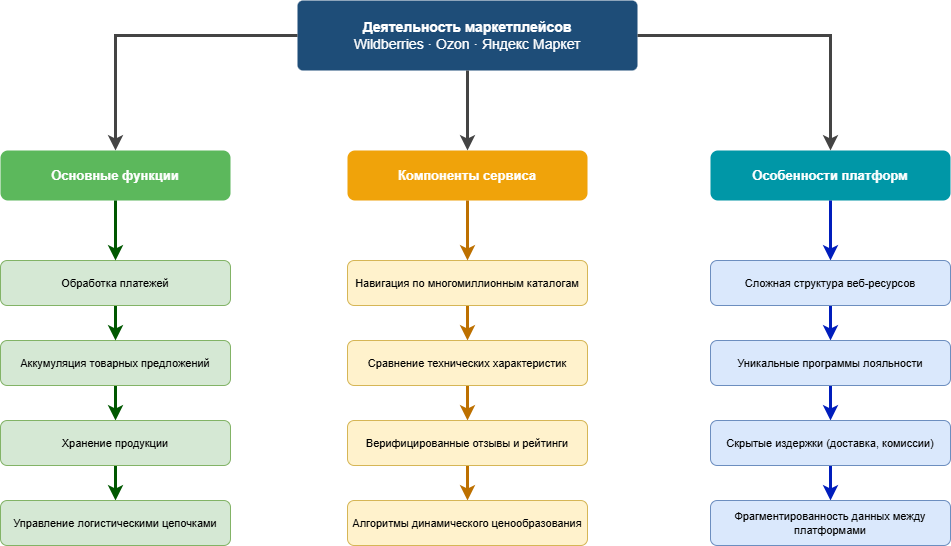 Деятельность маркетплейсов
Wildberries · Ozon · Яндекс Маркет
Основные функции
Компоненты сервиса
Особенности платформ
Обработка платежей
Навигация по многомиллионным каталогам
Сложная структура веб-ресурсов
Аккумуляция товарных предложений
Сравнение технических характеристик
Уникальные программы лояльности
Хранение продукции
Верифицированные отзывы и рейтинги
Скрытые издержки (доставка, комиссии)
Управление логистическими цепочками
Алгоритмы динамического ценообразования
Фрагментированность данных между
платформами